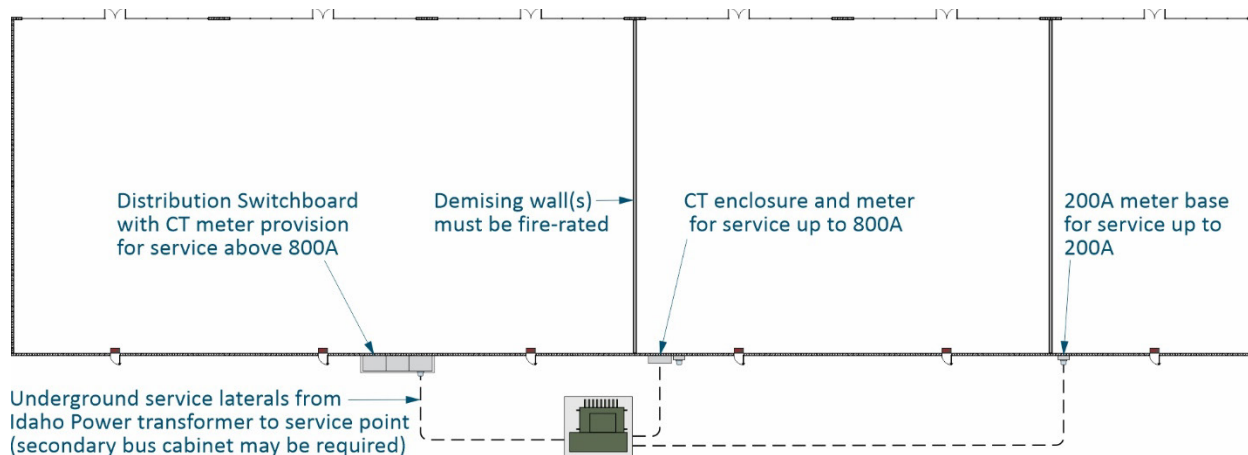 Distribution Switchboard
with CT meter provision
for service above 800A
Demising wall(s)
must be fire-rated
CT enclosure and meter
for service up to 800A
200A meter base
for service up to
200A
Underground service laterals from
Idaho Power transformer to service point
(secondary bus cabinet may be required)